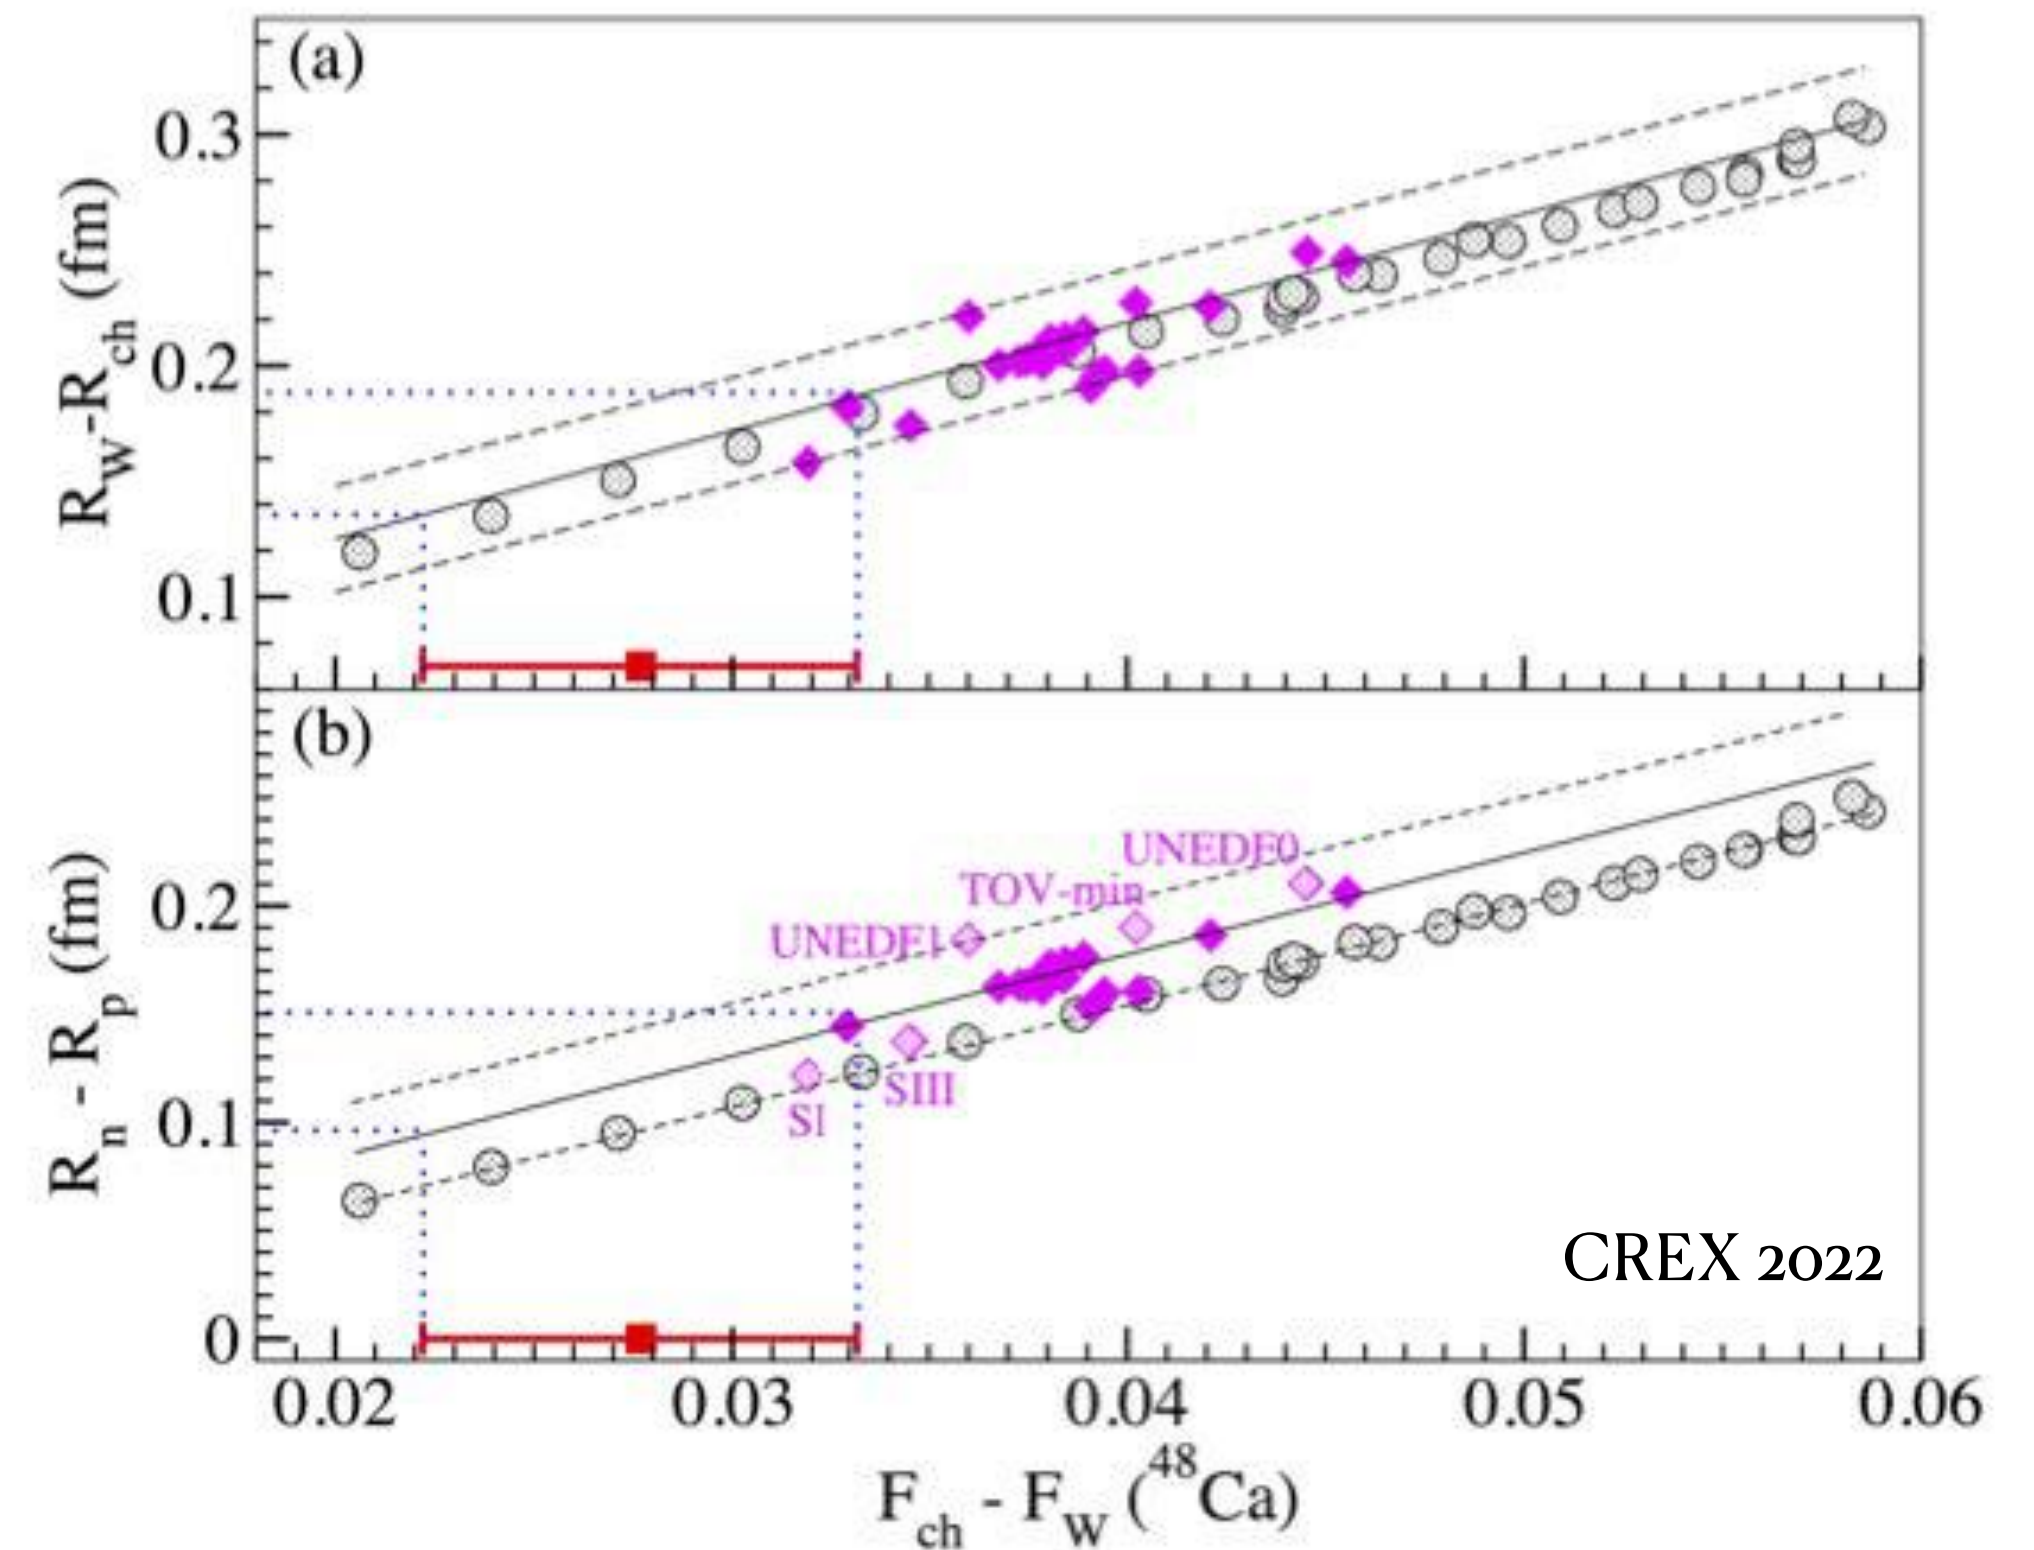 (a)
0.3
0.2
0.1
R_W-R_ch (fm)
(b)
UNEDF0
TOV-min
UNEDF1
SIII
SI
0.2
0.1
0
R_n - R_p (fm)
CREX 2022
0.02 0.03 0.04 0.05 0.06
F_ch - F_W (^48Ca)